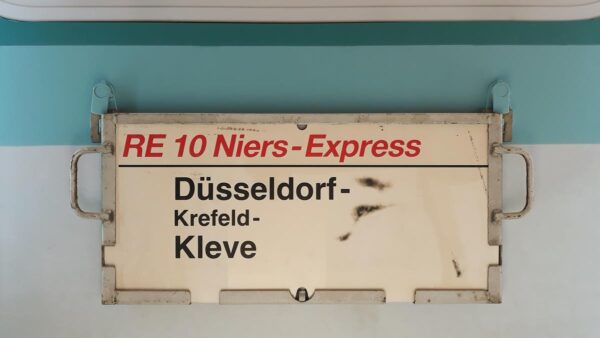 RE 10 Niers-Express
Düsseldorf-
Krefeld-
Kleve